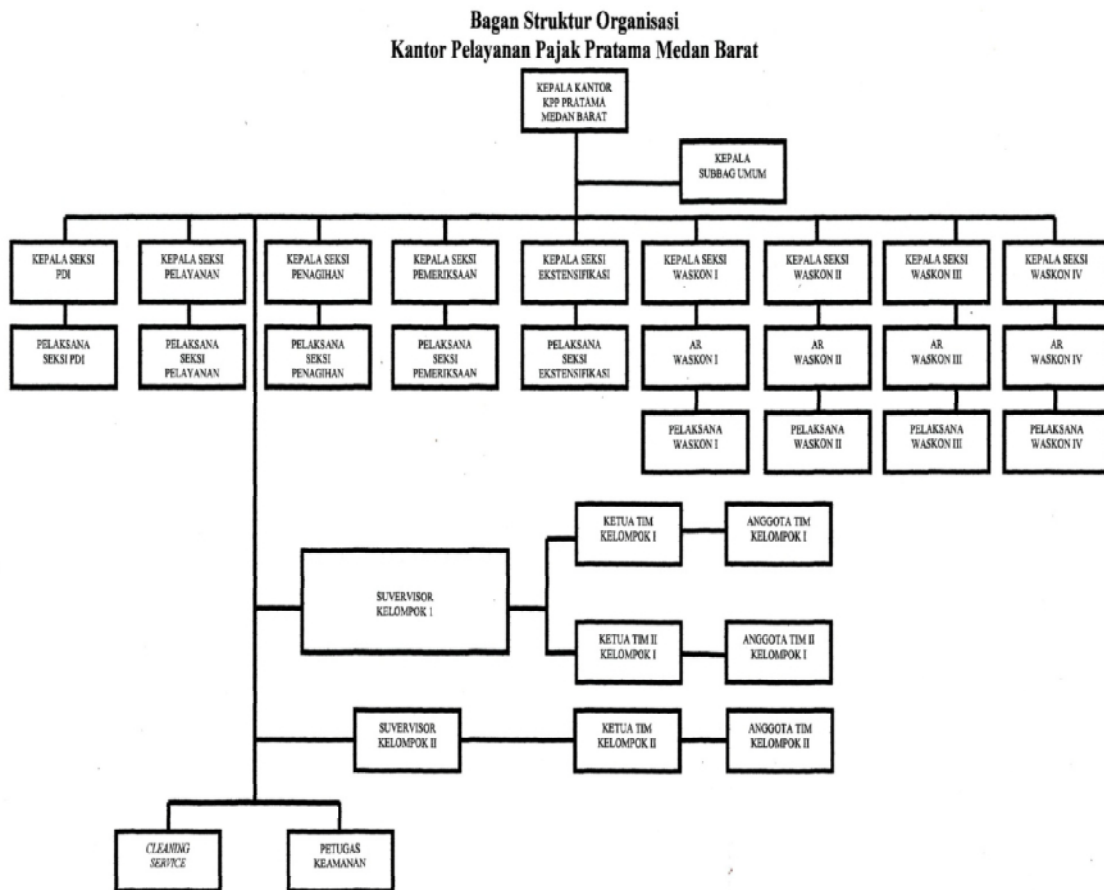 Bagan Struktur Organisasi
Kantor Pelayanan Pajak Pratama Medan Barat
KEPALA KANTOR
KPP PRATAMA
MEDAN BARAT
KEPALA
SUBBAG UMUM
KEPALA SEKSI
PDI
KEPALA SEKSI
PELAYANAN
KEPALA SEKSI
PENAGIHAN
KEPALA SEKSI
PEMERIKSAAN
KEPALA SEKSI
EKSTENSIFIKASI
KEPALA SEKSI
WASKON I
KEPALA SEKSI
WASKON II
KEPALA SEKSI
WASKON III
KEPALA SEKSI
WASKON IV
PELAKSANA
SEKSI PDI
PELAKSANA
SEKSI
PELAYANAN
PELAKSANA
SEKSI
PENAGIHAN
PELAKSANA
SEKSI
PEMERIKSAAN
PELAKSANA
SEKSI
EKSTENSIFIKASI
AR
WASKON I
AR
WASKON II
AR
WASKON III
AR
WASKON IV
PELAKSANA
WASKON I
PELAKSANA
WASKON II
PELAKSANA
WASKON III
PELAKSANA
WASKON IV
KETUA TIM
KELOMPOK I
ANGGOTA TIM
KELOMPOK I
SUVERVISOR
KELOMPOK 1
KETUA TIM II
KELOMPOK I
ANGGOTA TIM II
KELOMPOK I
SUVERVISOR
KELOMPOK II
KETUA TIM
KELOMPOK II
ANGGOTA TIM
KELOMPOK II
CLEANING
SERVICE
PETUGAS
KEAMANAN